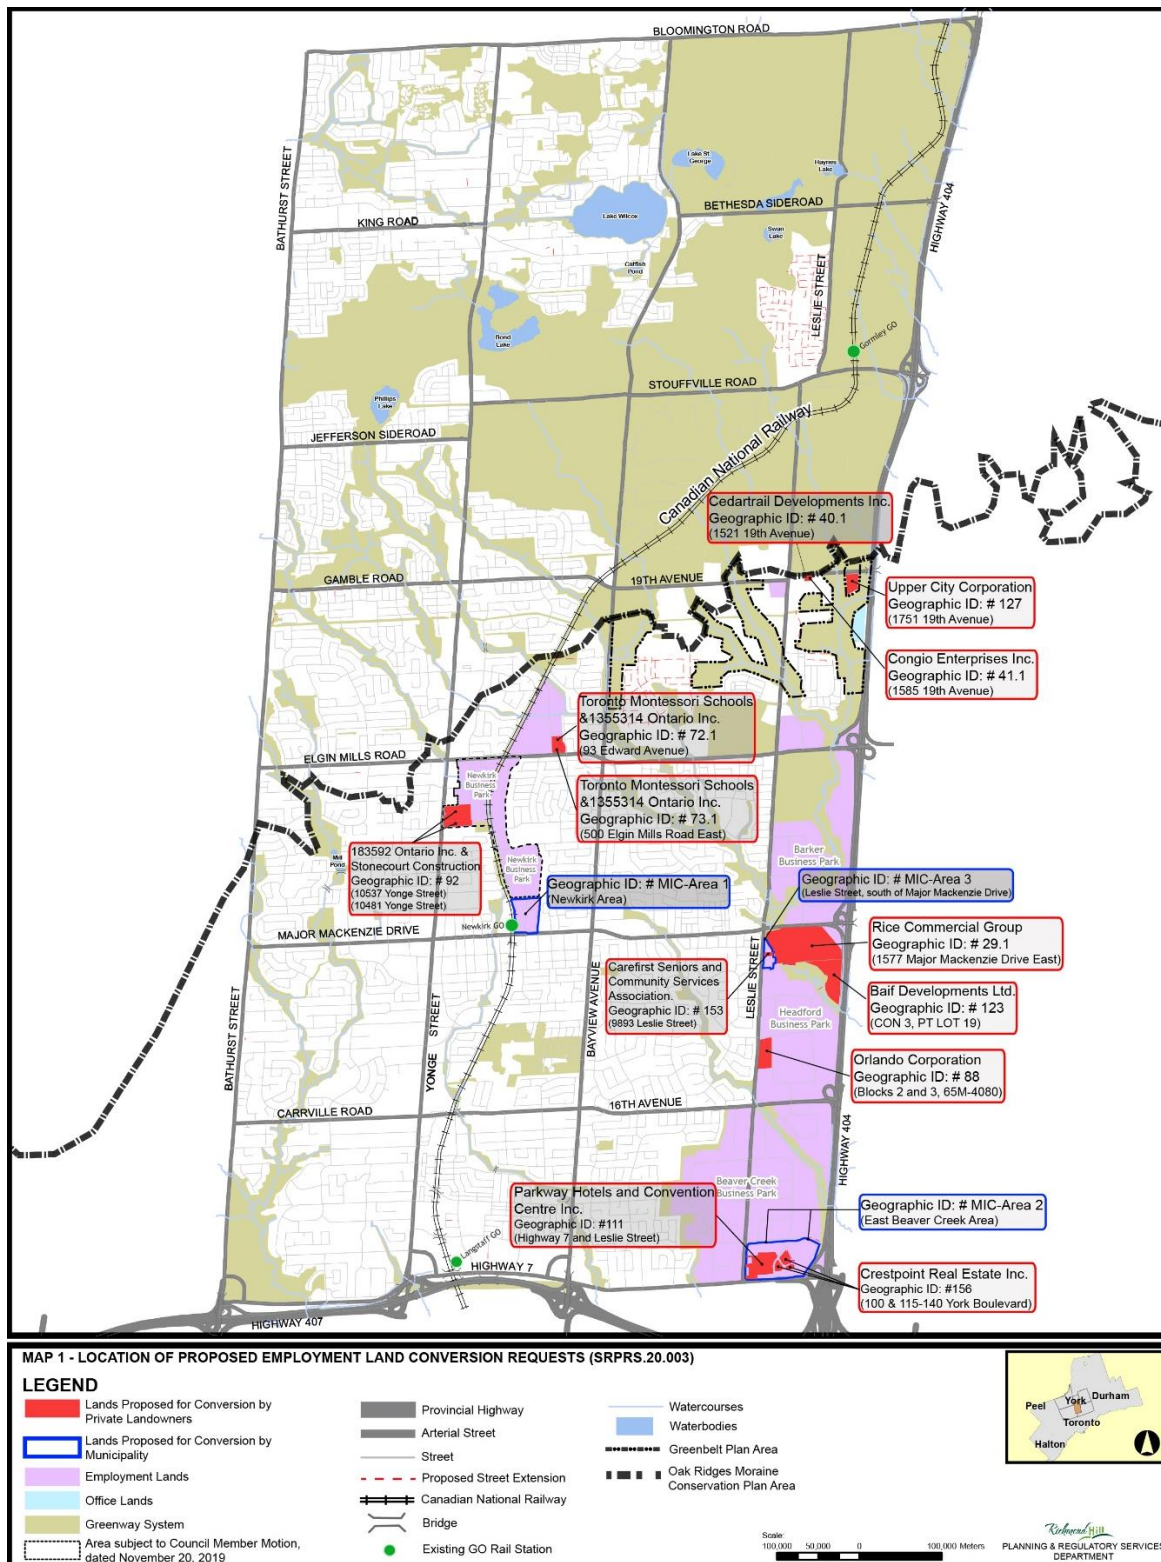 BLOOMINGTON ROAD
BATHURST STREET
Lake St.
George
Haynes
Lake
BETHESDA SIDEROAD
HIGHWAY 404
KING ROAD
Lake Wilcox
Swan
Lake
Catfish
Pond
LESLIE STREET
Bond
Lake
Gormley GO
STOUFFVILLE ROAD
Phillips
Lake
JEFFERSON SIDEROAD
Canadian National Railway
Cedartrail Developments Inc.
Geographic ID: # 40.1
(1521 19th Avenue)
GAMBLE ROAD
19TH AVENUE
Upper City Corporation
Geographic ID: # 127
(1751 19th Avenue)
Congio Enterprises Inc.
Geographic ID: # 41.1
(1585 19th Avenue)
Toronto Montessori Schools
&1355314 Ontario Inc.
Geographic ID: # 72.1
(93 Edward Avenue)
ELGIN MILLS ROAD
Newkirk
Business
Park
Toronto Montessori Schools
&1355314 Ontario Inc.
Geographic ID: # 73.1
(500 Elgin Mills Road East)
183592 Ontario Inc. &
Stonecourt Construction
Geographic ID: # 92
(10537 Yonge Street)
(10481 Yonge Street)
Mill
Pond
Newkirk
Business
Park
Barker
Business Park
Geographic ID: # MIC-Area 1
(Newkirk Area)
Geographic ID: # MIC-Area 3
(Leslie Street, south of Major Mackenzie Drive)
MAJOR MACKENZIE DRIVE
Newkirk GO
Rice Commercial Group
Geographic ID: # 29.1
(1577 Major Mackenzie Drive East)
Carefirst Seniors and
Community Services
Association.
Geographic ID: # 153
(9893 Leslie Street)
LESLIE STREET
BAYVIEW AVENUE
Baif Developments Ltd.
Geographic ID: # 123
(CON 3, PT LOT 19)
Headford
Business Park
BATHURST STREET
YONGE STREET
Orlando Corporation
Geographic ID: # 88
(Blocks 2 and 3, 65M-4080)
CARRVILLE ROAD
16TH AVENUE
HIGHWAY 404
Beaver Creek
Business Park
Parkway Hotels and Convention
Centre Inc.
Geographic ID: #111
(Highway 7 and Leslie Street)
Geographic ID: # MIC-Area 2
(East Beaver Creek Area)
Langstaff GO
HIGHWAY 7
Crestpoint Real Estate Inc.
Geographic ID: #156
(100 & 115-140 York Boulevard)
HIGHWAY 407
MAP 1 - LOCATION OF PROPOSED EMPLOYMENT LAND CONVERSION REQUESTS (SRPRS.20.003)
LEGEND
Lands Proposed for Conversion by
Private Landowners
Lands Proposed for Conversion by
Municipality
Employment Lands
Office Lands
Greenway System
Area subject to Council Member Motion,
dated November 20, 2019
Provincial Highway
Arterial Street
Street
Proposed Street Extension
Canadian National Railway
Bridge
Existing GO Rail Station
Watercourses
Waterbodies
Greenbelt Plan Area
Oak Ridges Moraine
Conservation Plan Area
Peel
York
Durham
Toronto
Halton
Scale:
100,000 50,000 0 100,000 Meters
Richmond Hill
PLANNING & REGULATORY SERVICES
DEPARTMENT